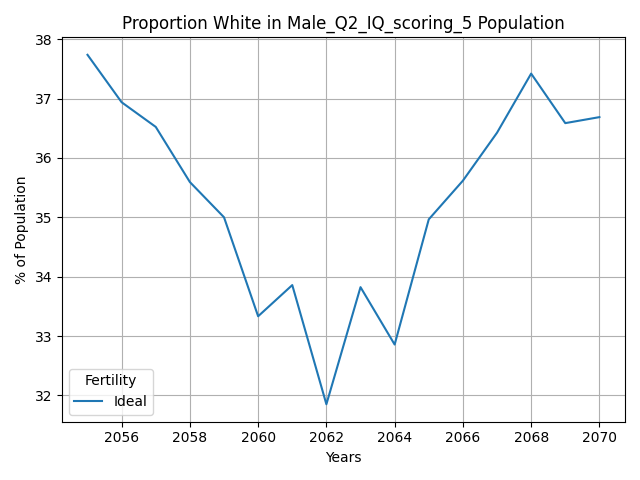 Proportion White in Male_Q2_IQ_scoring_5 Population
38
37
36
35
34
33
32
% of Population
Fertility
Ideal
2056 2058 2060 2062 2064 2066 2068 2070
Years